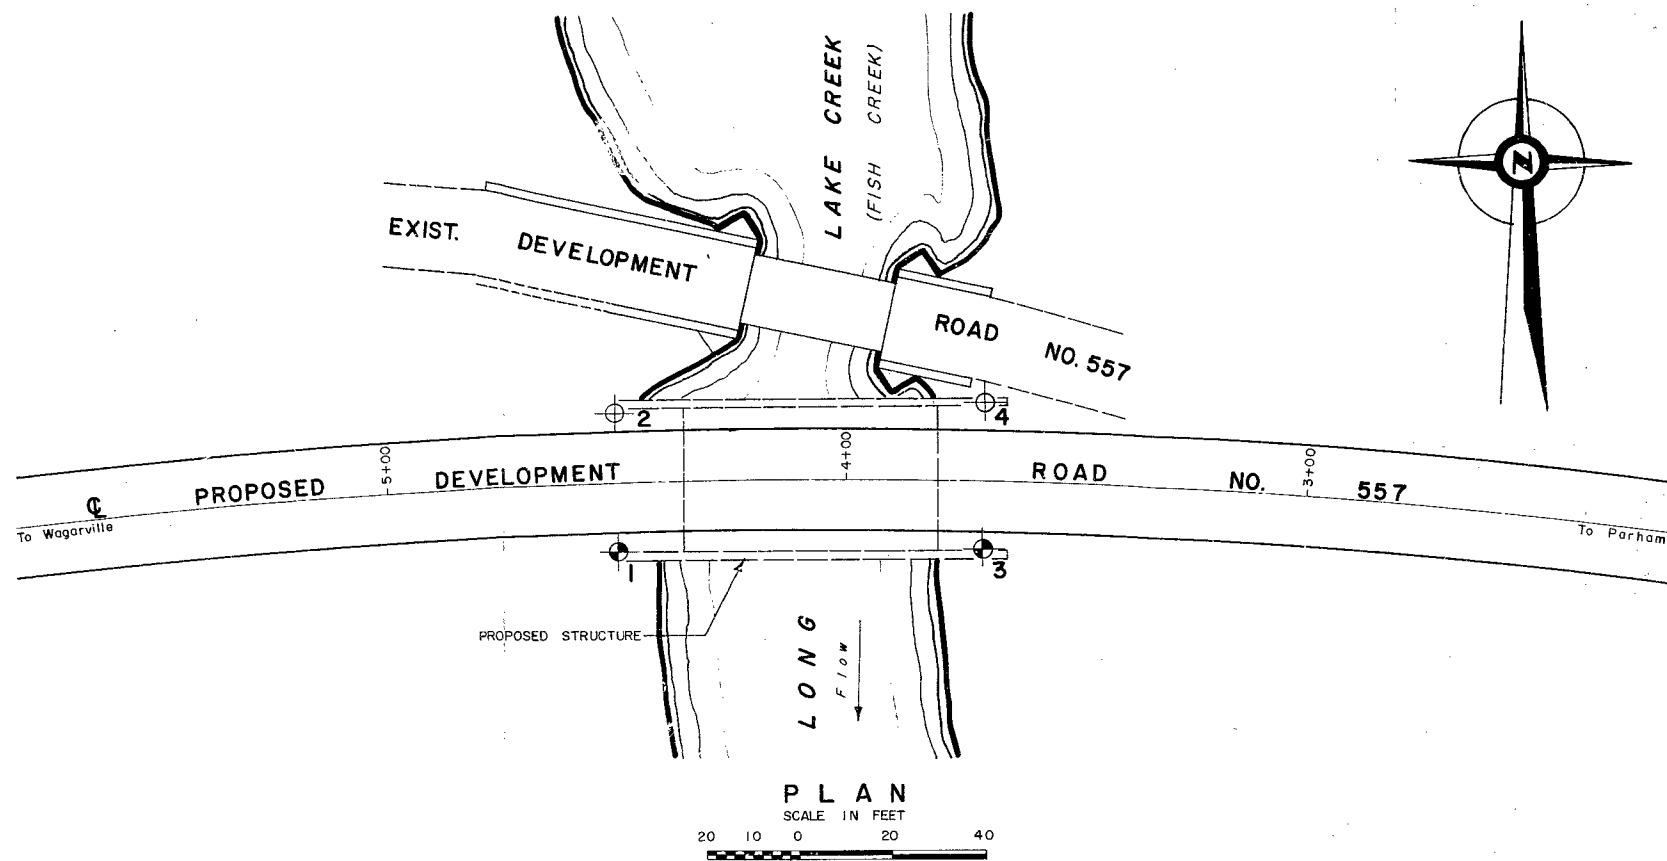 LAKE CREEK
(FISH CREEK)
N
EXIST. DEVELOPMENT ROAD NO. 557
2
4
5+00
4+00
3+00
℄ PROPOSED DEVELOPMENT ROAD NO. 557
To Wagarville
To Parham
1
3
PROPOSED STRUCTURE
LONG
Flow
PLAN
SCALE IN FEET
20 10 0 20 40